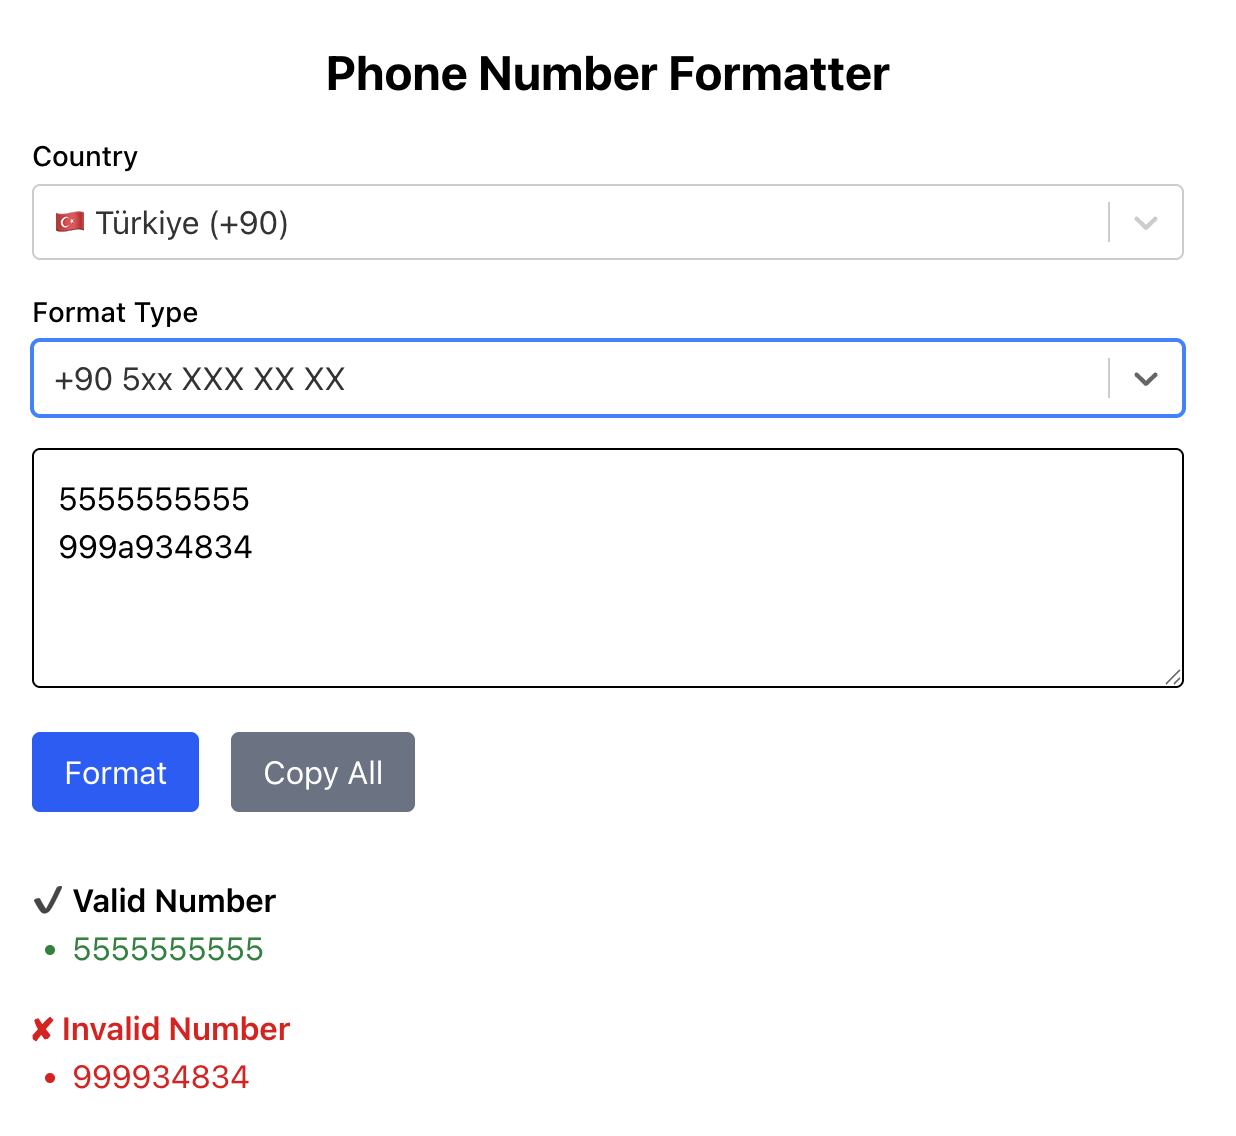 Phone Number Formatter
Country
🇹🇷 Türkiye (+90)
Format Type
+90 5xx XXX XX XX
5555555555
999a934834
Format
Copy All
✔ Valid Number
• 5555555555
✘ Invalid Number
• 999934834